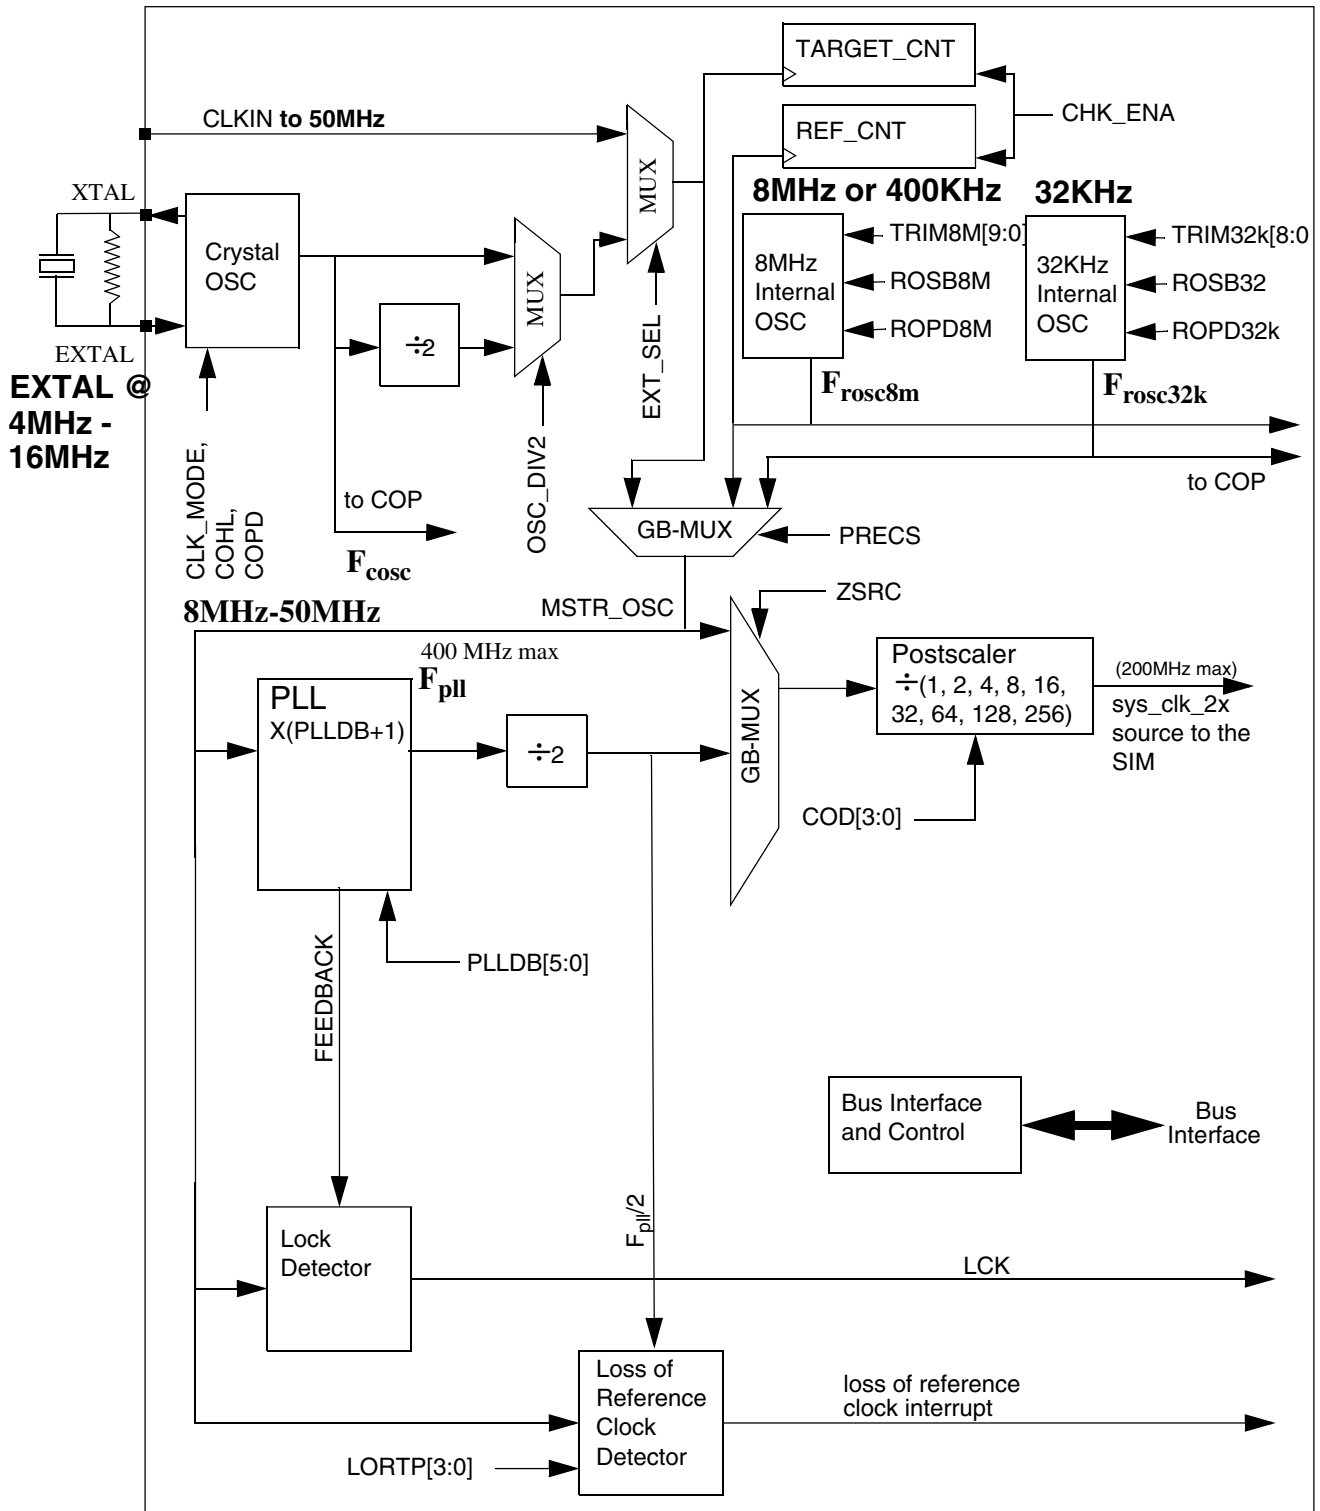 TARGET_CNT
CLKIN to 50MHz
CHK_ENA
REF_CNT
MUX
8MHz or 400KHz
32KHz
XTAL
TRIM8M[9:0]
TRIM32k[8:0
Crystal
OSC
8MHz
Internal
OSC
ROSB8M
32KHz
Internal
OSC
ROSB32
MUX
÷2
ROPD8M
ROPD32k
EXTAL
EXTAL @
4MHz -
16MHz
EXT_SEL
Frosc8m
Frosc32k
CLK_MODE,
COHL,
COPD
to COP
OSC_DIV2
to COP
GB-MUX
PRECS
Fcosc
ZSRC
8MHz-50MHz
MSTR_OSC
400 MHz max
Fpll
Postscaler
÷(1, 2, 4, 8, 16,
32, 64, 128, 256)
(200MHz max)
sys_clk_2x
source to the
SIM
PLL
X(PLLDB+1)
÷2
GB-MUX
COD[3:0]
PLLDB[5:0]
FEEDBACK
Bus Interface
and Control
Bus
Interface
Fpll/2
Lock
Detector
LCK
Loss of
Reference
Clock
Detector
loss of reference
clock interrupt
LORTP[3:0]